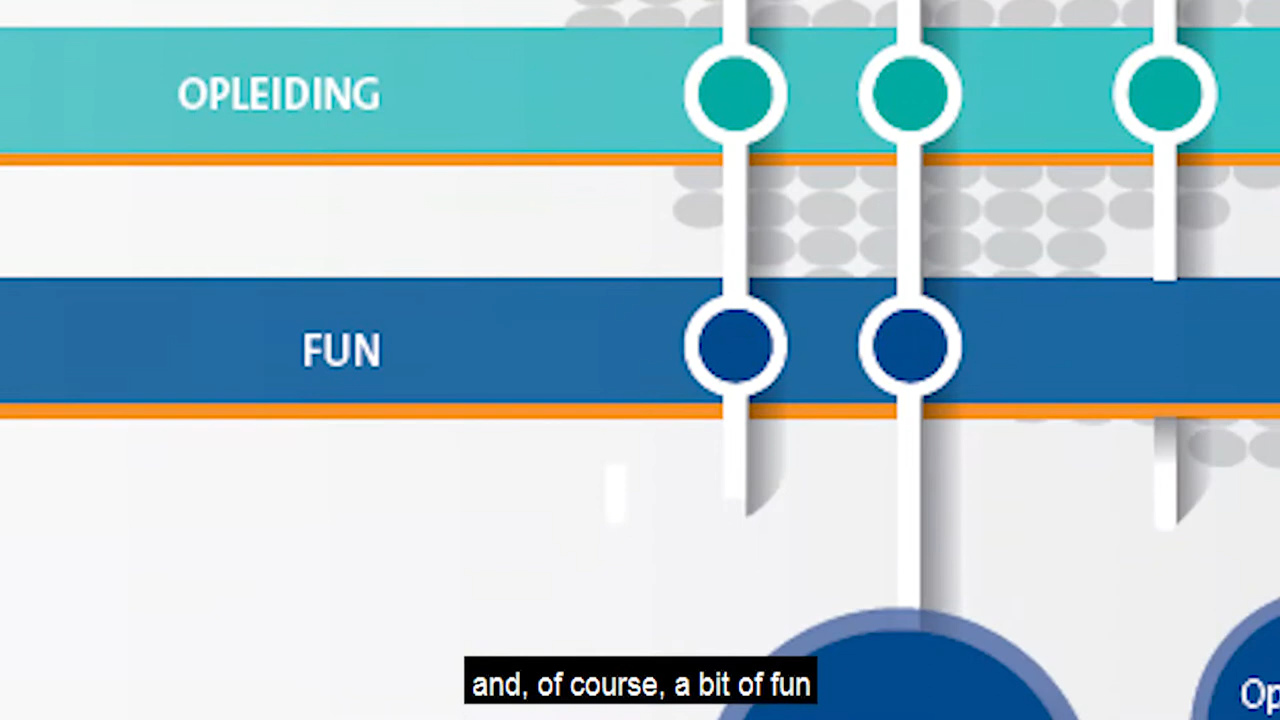 OPLEIDING
FUN
and, of course, a bit of fun